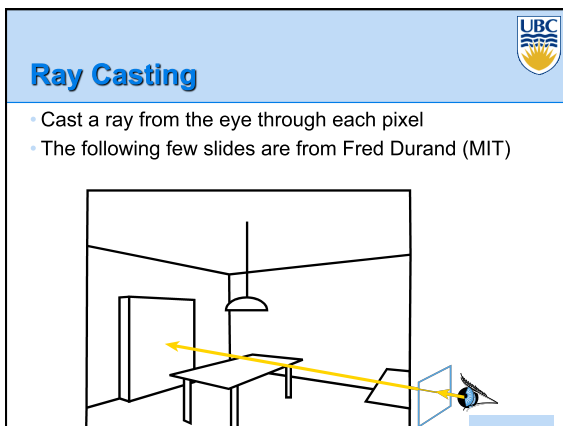 UBC
Ray Casting
Cast a ray from the eye through each pixel
The following few slides are from Fred Durand (MIT)